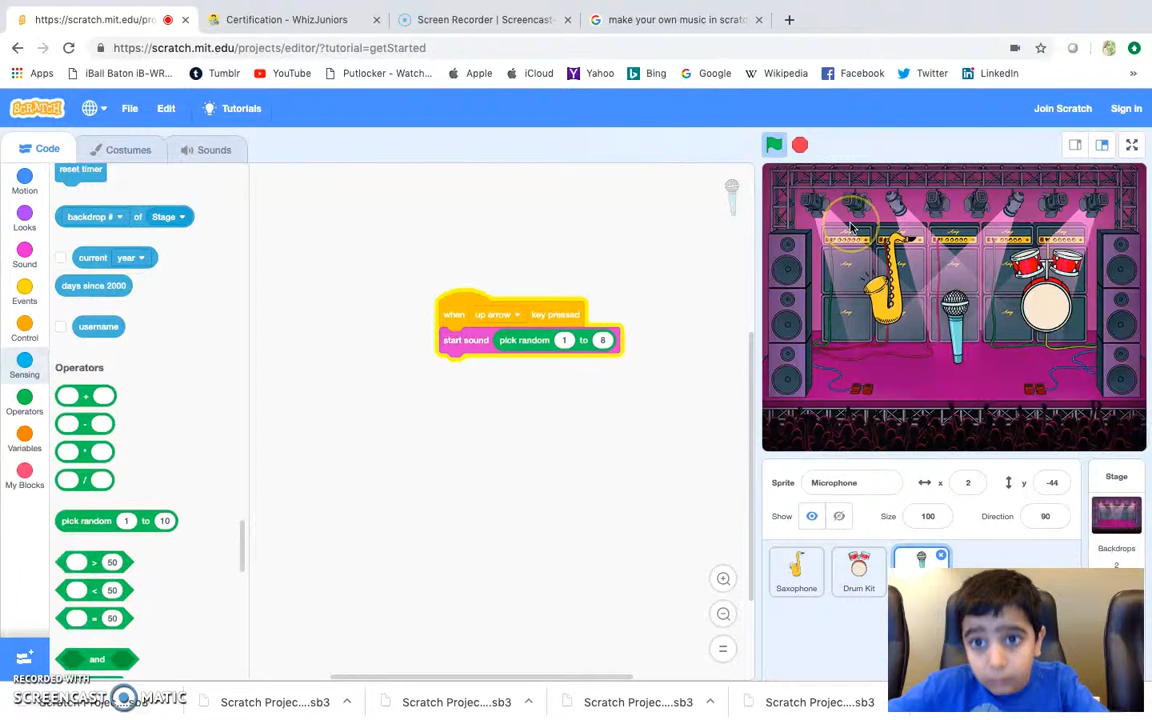 https://scratch.mit.edu/pro
Certification - WhizJuniors
Screen Recorder | Screencast-
make your own music in scratc
https://scratch.mit.edu/projects/editor/?tutorial=getStarted
Apps
iBall Baton iB-WR...
Tumblr
YouTube
Putlocker - Watch...
Apple
iCloud
Yahoo
Bing
Google
Wikipedia
Facebook
Twitter
LinkedIn
SCRATCH
File
Edit
Tutorials
Join Scratch
Sign in
Code
Costumes
Sounds
Motion
Looks
Sound
Events
Control
Sensing
Operators
Variables
My Blocks
reset timer
backdrop # of Stage
current year
days since 2000
username
Operators
+
-
*
/
pick random 1 to 10
> 50
< 50
= 50
and
when up arrow key pressed
start sound pick random 1 to 8
Sprite
Microphone
x
2
y
-44
Show
Size
100
Direction
90
Saxophone
Drum Kit
Stage
Backdrops
2
RECORDED WITH
SCREENCAST MATIC
Scratch Projec....sb3
Scratch Projec....sb3
Scratch Projec....sb3
Scratch Projec....sb3